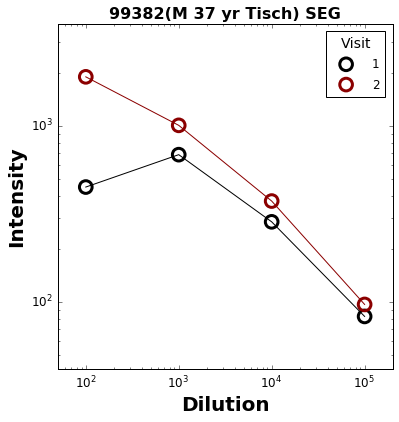 99382(M 37 yr Tisch) SEG
Visit
1
2
Intensity
10³
10²
10² 10³ 10⁴ 10⁵
Dilution